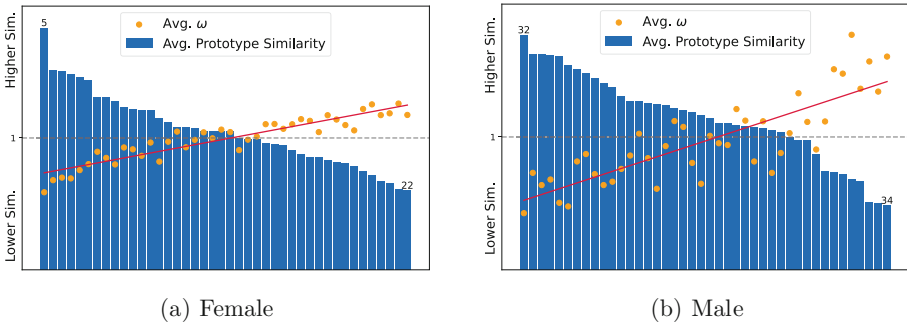 Higher Sim.
1
Lower Sim.
5
Avg. ω
Avg. Prototype Similarity
22
(a) Female
Higher Sim.
1
Lower Sim.
32
Avg. ω
Avg. Prototype Similarity
34
(b) Male